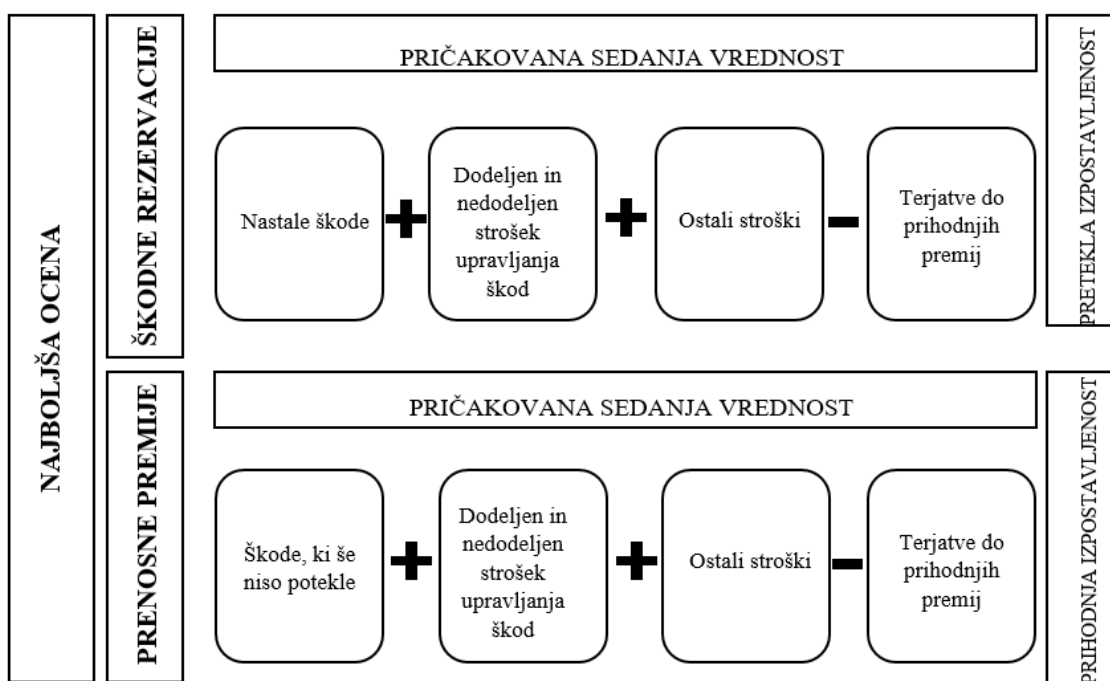 NAJBOLJŠA OCENA
ŠKODNE REZERVACIJE
PRIČAKOVANA SEDANJA VREDNOST
Nastale škode
Dodeljen in
nedodeljen
strošek
upravljanja
škod
Ostali stroški
Terjatve do
prihodnjih
premij
PRETEKLA IZPOSTAVLJENOST
PRENOSNE PREMIJE
PRIČAKOVANA SEDANJA VREDNOST
Škode, ki še
niso potekle
Dodeljen in
nedodeljen
strošek
upravljanja
škod
Ostali stroški
Terjatve do
prihodnjih
premij
PRIHODNJA IZPOSTAVLJENOST